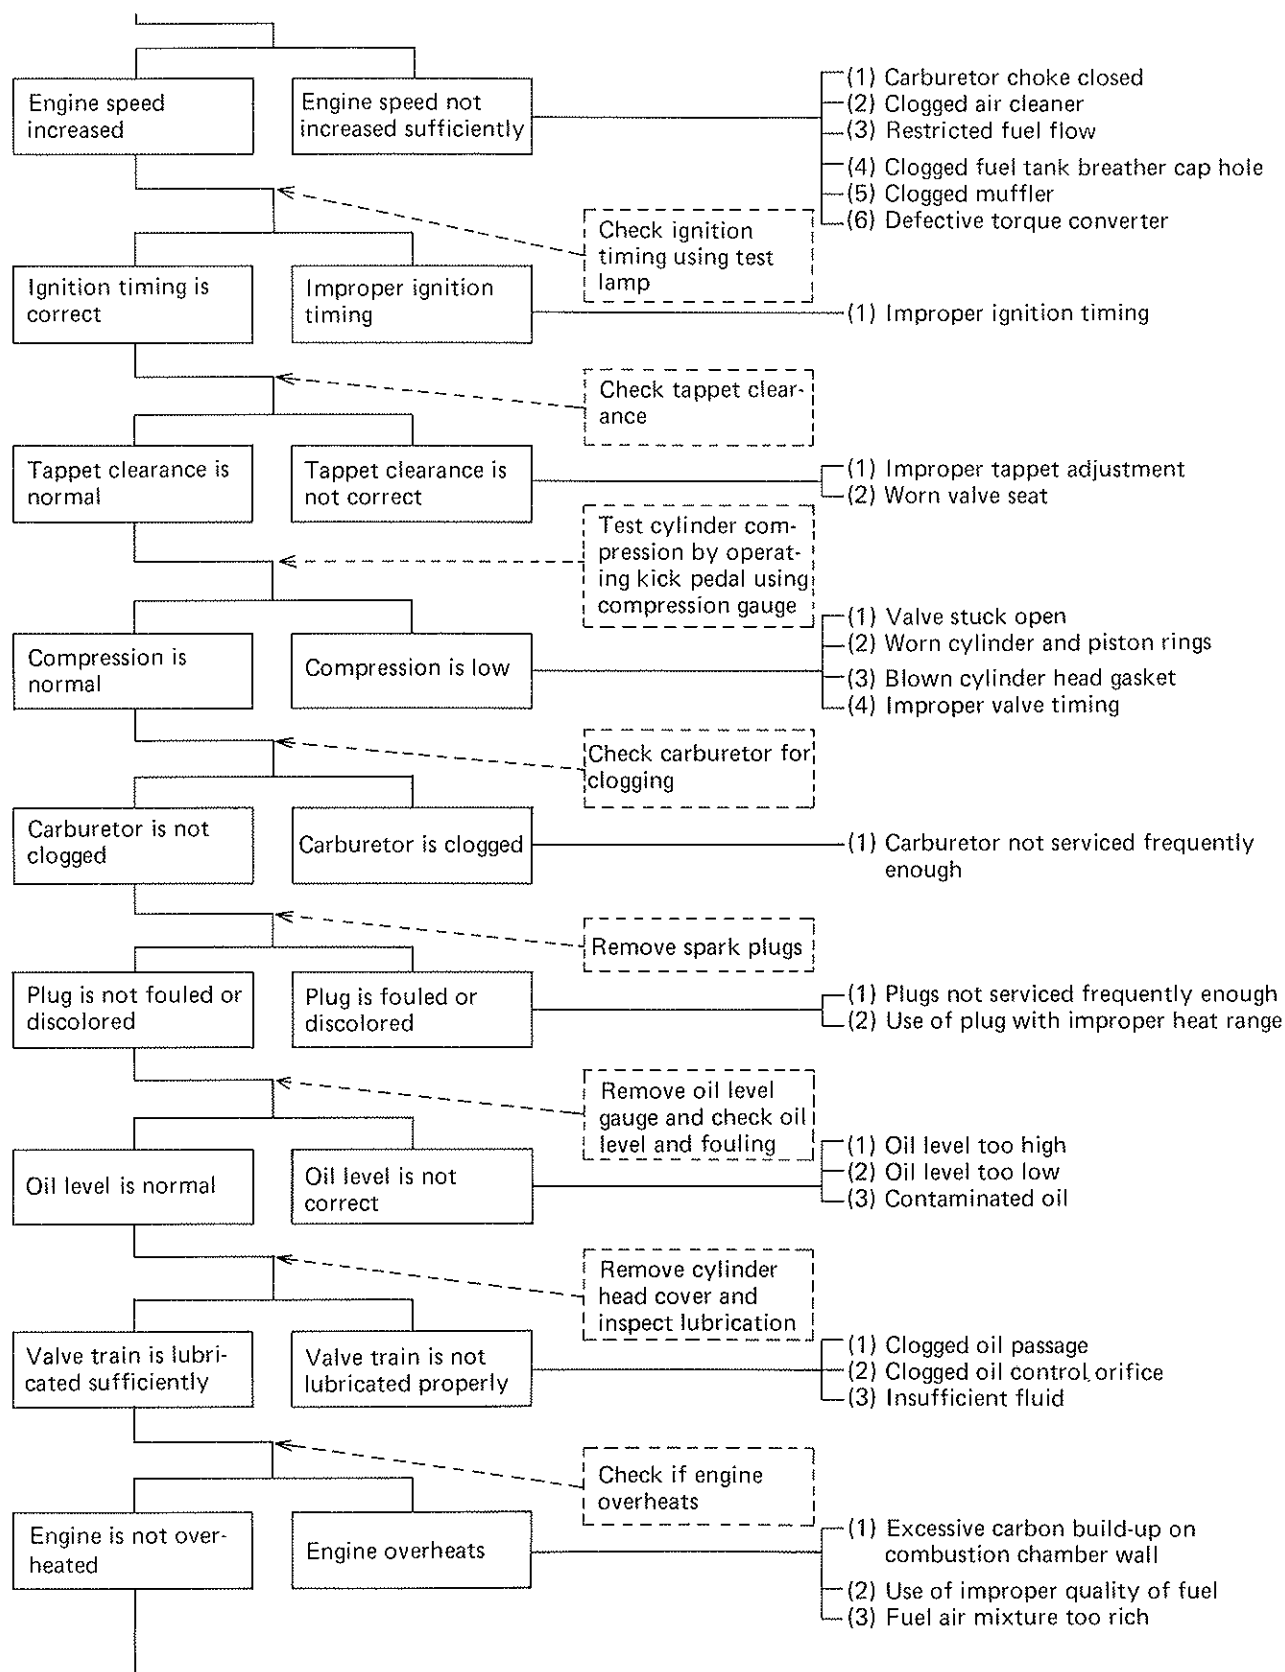 Engine speed
increased
Engine speed not
increased sufficiently
(1) Carburetor choke closed
(2) Clogged air cleaner
(3) Restricted fuel flow
(4) Clogged fuel tank breather cap hole
(5) Clogged muffler
(6) Defective torque converter
Check ignition
timing using test
lamp
Ignition timing is
correct
Improper ignition
timing
(1) Improper ignition timing
Check tappet clear-
ance
Tappet clearance is
normal
Tappet clearance is
not correct
(1) Improper tappet adjustment
(2) Worn valve seat
Test cylinder com-
pression by operat-
ing kick pedal using
compression gauge
Compression is
normal
Compression is low
(1) Valve stuck open
(2) Worn cylinder and piston rings
(3) Blown cylinder head gasket
(4) Improper valve timing
Check carburetor for
clogging
Carburetor is not
clogged
Carburetor is clogged
(1) Carburetor not serviced frequently
enough
Remove spark plugs
Plug is not fouled or
discolored
Plug is fouled or
discolored
(1) Plugs not serviced frequently enough
(2) Use of plug with improper heat range
Remove oil level
gauge and check oil
level and fouling
Oil level is normal
Oil level is not
correct
(1) Oil level too high
(2) Oil level too low
(3) Contaminated oil
Remove cylinder
head cover and
inspect lubrication
Valve train is lubri-
cated sufficiently
Valve train is not
lubricated properly
(1) Clogged oil passage
(2) Clogged oil control orifice
(3) Insufficient fluid
Check if engine
overheats
Engine is not over-
heated
Engine overheats
(1) Excessive carbon build-up on
combustion chamber wall
(2) Use of improper quality of fuel
(3) Fuel air mixture too rich